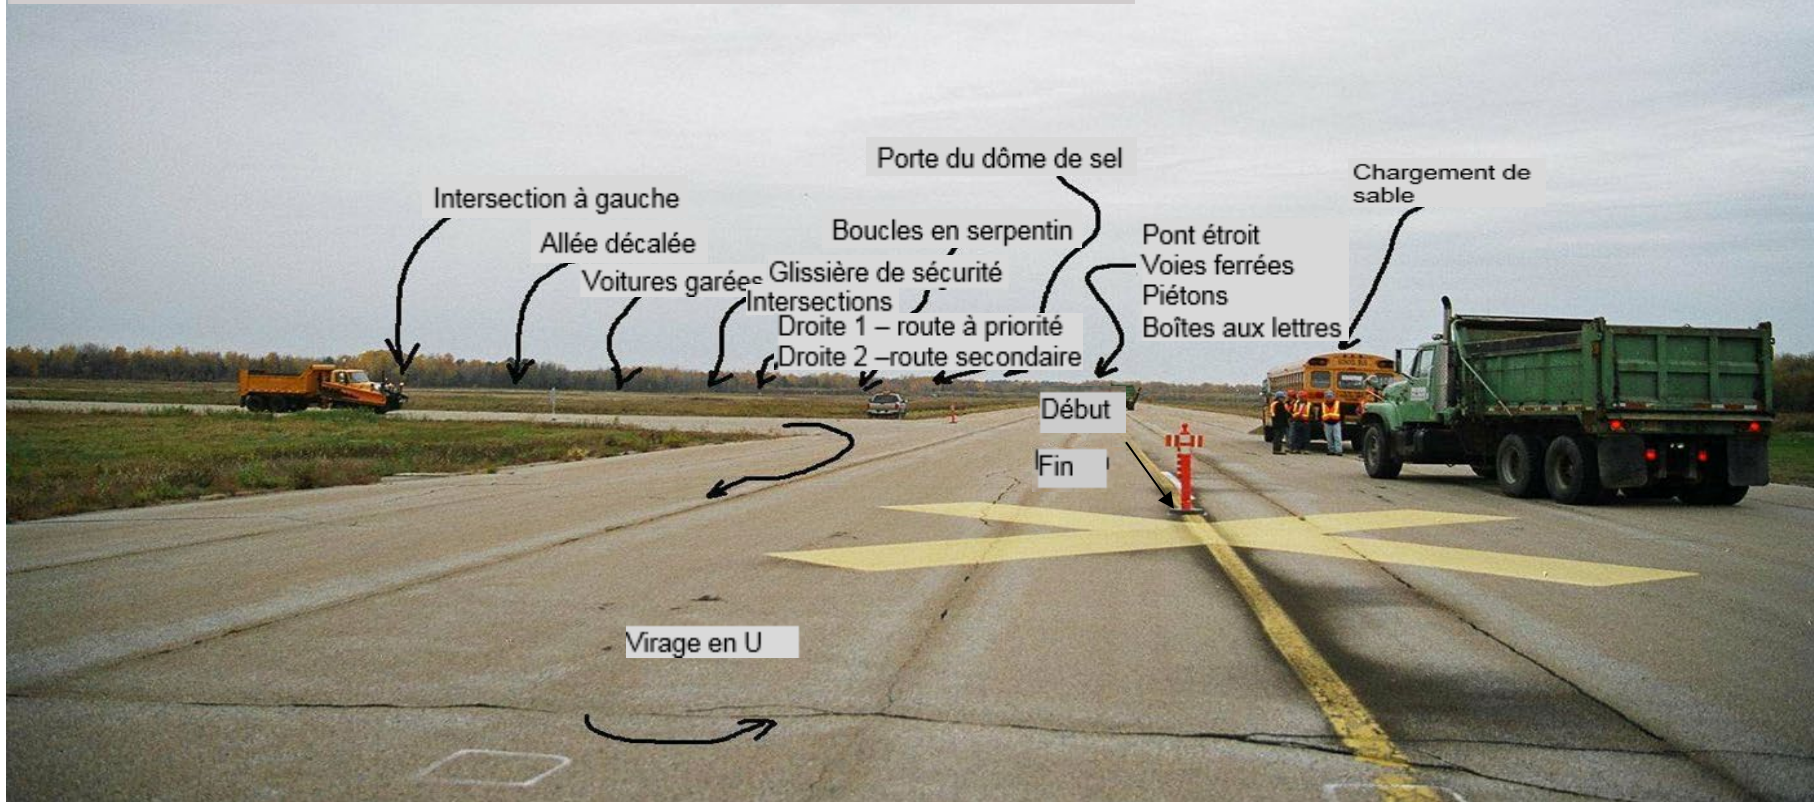 Porte du dôme de sel
Chargement de
sable
Intersection à gauche
Boucles en serpentin
Allée décalée
Pont étroit
Voies ferrées
Piétons
Boîtes aux lettres
Voitures garées
Glissière de sécurité
Intersections
Droite 1 – route à priorité
Droite 2 –route secondaire
Début
Fin
Virage en U